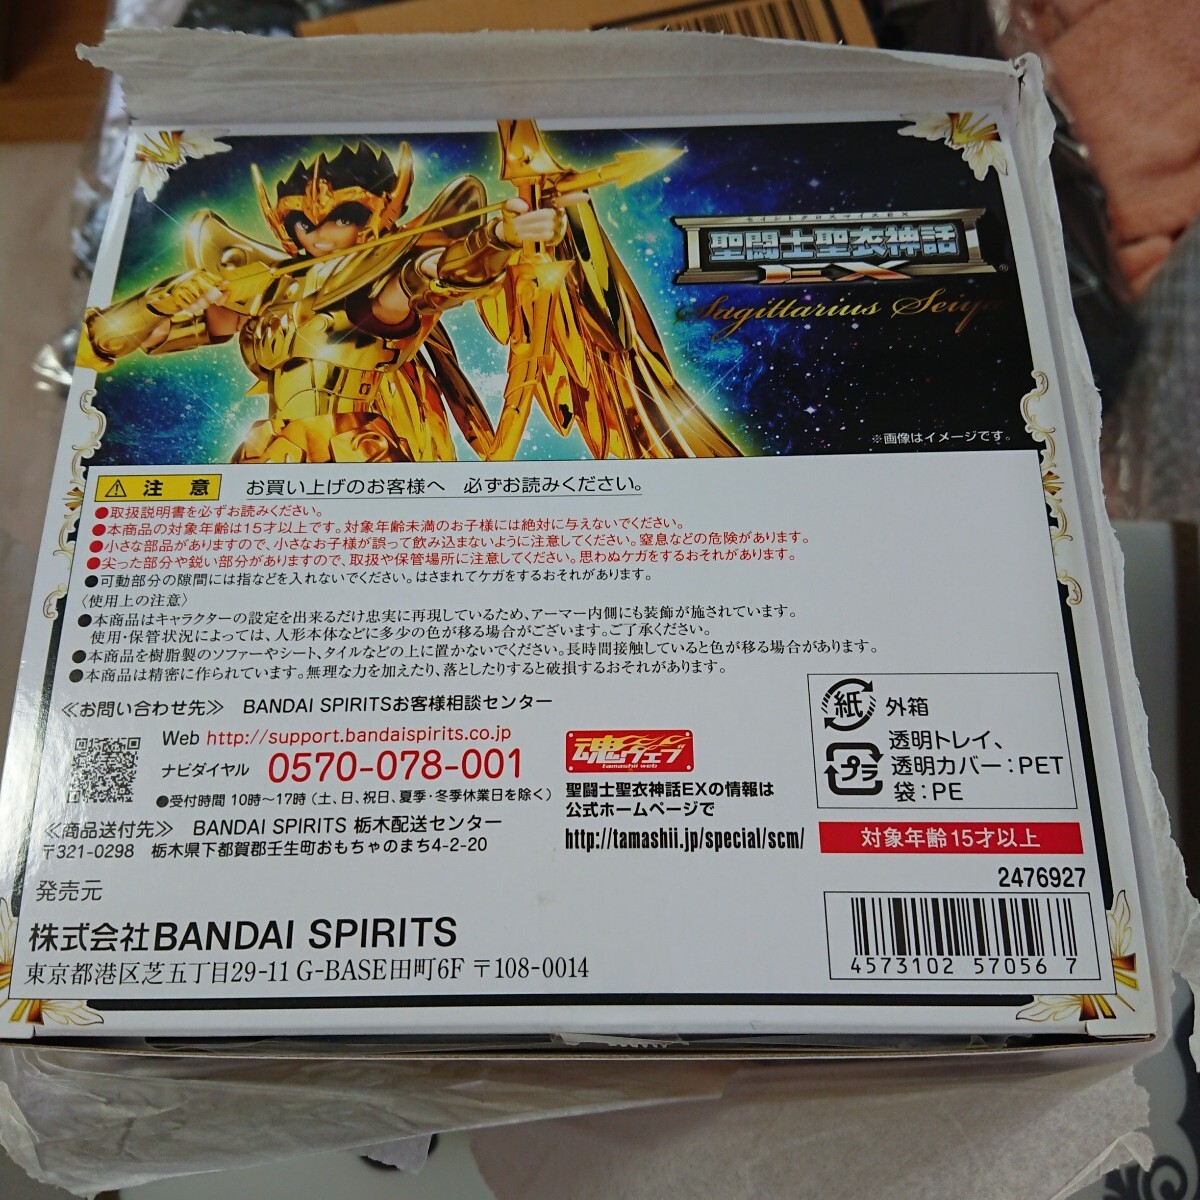 セイントクロスマイスEX
聖闘士聖衣神話
EX
®
Sagittarius Seiya
※画像はイメージです。
⚠ 注 意 お買い上げのお客様へ 必ずお読みください。
●取扱説明書を必ずお読みください。
●本商品の対象年齢は15才以上です。対象年齢未満のお子様には絶対に与えないでください。
●小さな部品がありますので、小さなお子様が誤って飲み込まないように注意してください。窒息などの危険があります。
●尖った部分や鋭い部分がありますので、取扱や保管場所に注意してください。思わぬケガをするおそれがあります。
●可動部分の隙間には指などを入れないでください。はさまれてケガをするおそれがあります。
〈使用上の注意〉
●本商品はキャラクターの設定を出来るだけ忠実に再現しているため、アーマー内側にも装飾が施されています。
使用・保管状況によっては、人形本体などに多少の色が移る場合がございます。ご了承ください。
●本商品を樹脂製のソファーやシート、タイルなどの上に置かないでください。長時間接触していると色が移る場合があります。
●本商品は精密に作られています。無理な力を加えたり、落としたりすると破損するおそれがあります。
≪お問い合わせ先≫ BANDAI SPIRITSお客様相談センター
Web http://support.bandaispirits.co.jp
ナビダイヤル 0570-078-001
●受付時間 10時〜17時 (土、日、祝日、夏季・冬季休業日を除く)
≪商品送付先≫ BANDAI SPIRITS 栃木配送センター
〒321-0298 栃木県下都賀郡壬生町おもちゃのまち4-2-20
魂ウェブ
tamashii web
聖闘士聖衣神話EXの情報は
公式ホームページで
http://tamashii.jp/special/scm/
紙 外箱
プラ 透明トレイ、
透明カバー：PET
袋：PE
対象年齢15才以上
2476927
発売元
株式会社BANDAI SPIRITS
東京都港区芝五丁目29-11 G-BASE田町6F 〒108-0014
4573102 57056 7